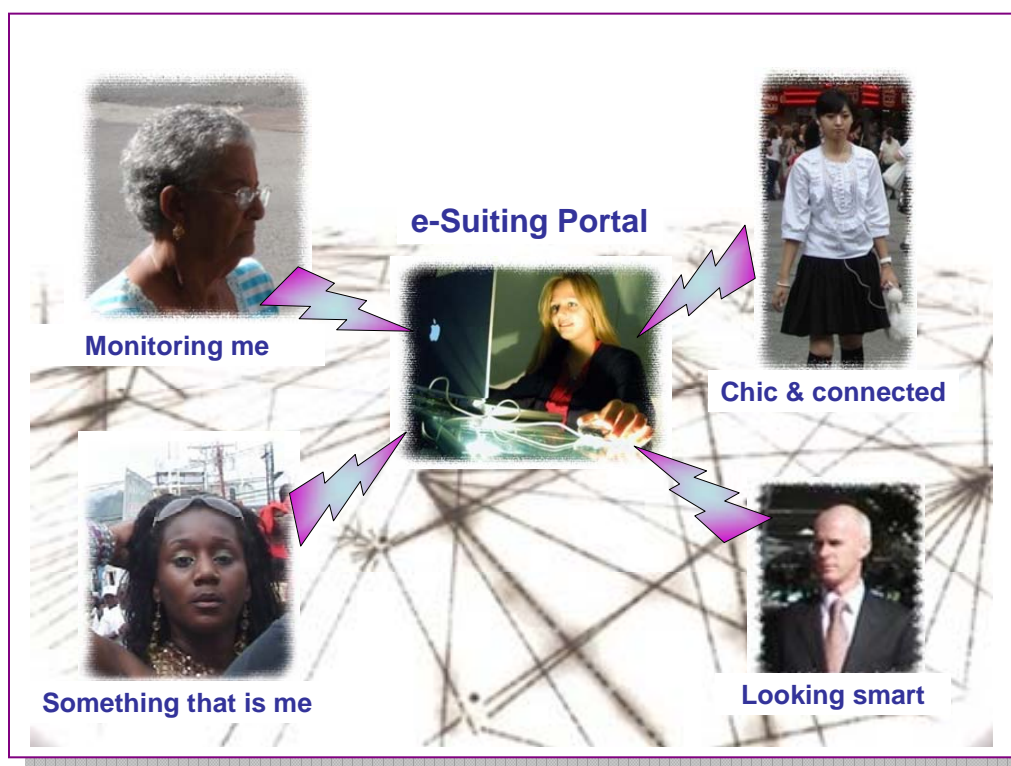 e-Suiting Portal
Monitoring me
Chic & connected
Something that is me
Looking smart